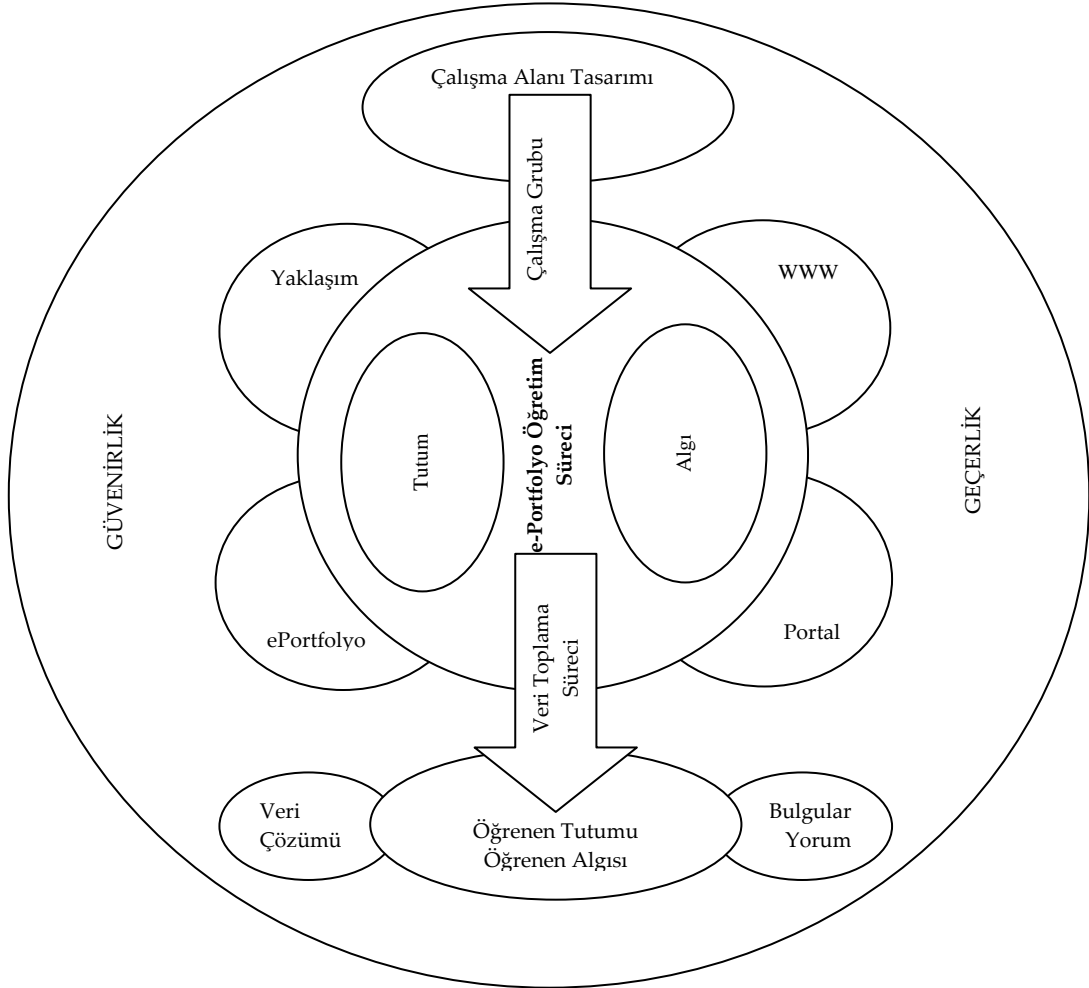 Çalışma Alanı Tasarımı
Çalışma Grubu
Yaklaşım
WWW
GÜVENİRLİK
Tutum
e-Portfolyo Öğretim
Süreci
Algı
GEÇERLİK
ePortfolyo
Portal
Veri Toplama
Süreci
Veri
Çözümü
Öğrenen Tutumu
Öğrenen Algısı
Bulgular
Yorum